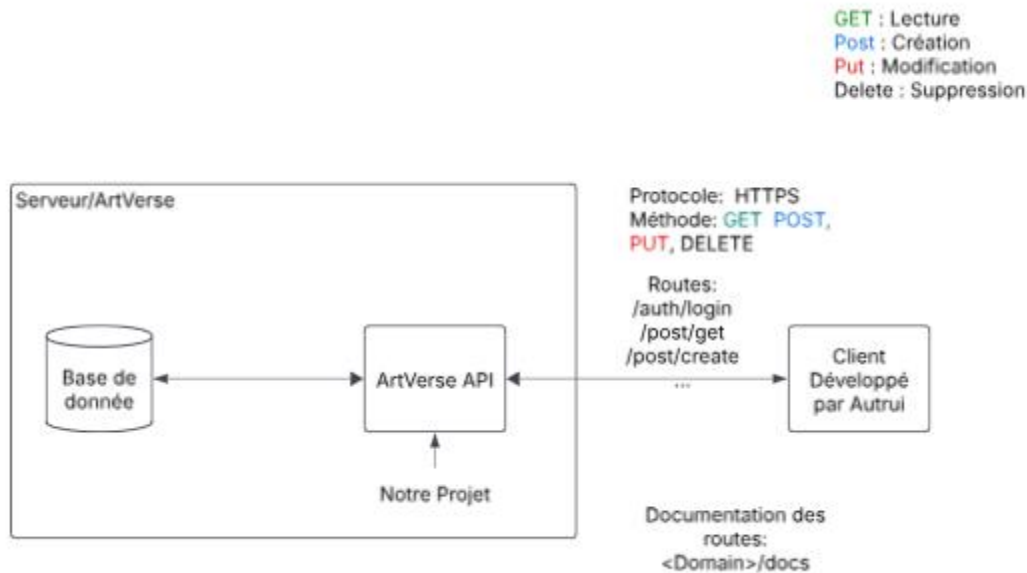 GET : Lecture
Post : Création
Put : Modification
Delete : Suppression
Serveur/ArtVerse
Protocole: HTTPS
Méthode: GET POST,
PUT, DELETE
Routes:
/auth/login
/post/get
/post/create
...
Base de
donnée
ArtVerse API
Client
Développé
par Autrui
Notre Projet
Documentation des
routes:
<Domain>/docs